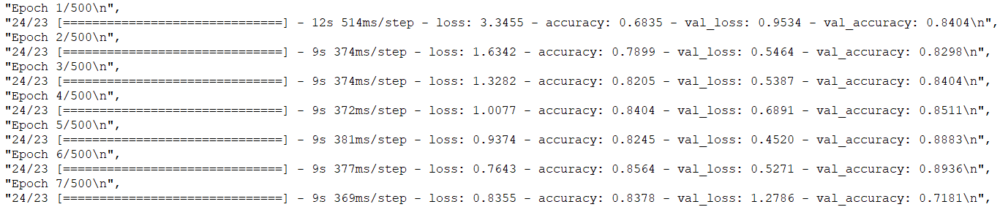 "Epoch 1/500\n",
"24/23 [==============================] - 12s 514ms/step - loss: 3.3455 - accuracy: 0.6835 - val_loss: 0.9534 - val_accuracy: 0.8404\n",
"Epoch 2/500\n",
"24/23 [==============================] - 9s 374ms/step - loss: 1.6342 - accuracy: 0.7899 - val_loss: 0.5464 - val_accuracy: 0.8298\n",
"Epoch 3/500\n",
"24/23 [==============================] - 9s 374ms/step - loss: 1.3282 - accuracy: 0.8205 - val_loss: 0.5387 - val_accuracy: 0.8404\n",
"Epoch 4/500\n",
"24/23 [==============================] - 9s 372ms/step - loss: 1.0077 - accuracy: 0.8404 - val_loss: 0.6891 - val_accuracy: 0.8511\n",
"Epoch 5/500\n",
"24/23 [==============================] - 9s 381ms/step - loss: 0.9374 - accuracy: 0.8245 - val_loss: 0.4520 - val_accuracy: 0.8883\n",
"Epoch 6/500\n",
"24/23 [==============================] - 9s 377ms/step - loss: 0.7643 - accuracy: 0.8564 - val_loss: 0.5271 - val_accuracy: 0.8936\n",
"Epoch 7/500\n",
"24/23 [==============================] - 9s 369ms/step - loss: 0.8355 - accuracy: 0.8378 - val_loss: 1.2786 - val_accuracy: 0.7181\n",